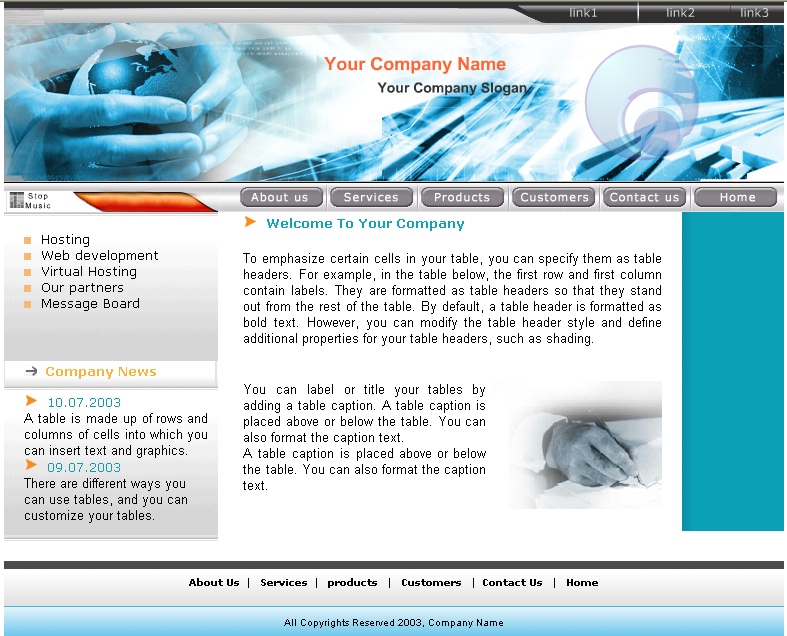 link1 link2 link3
Your Company Name
Your Company Slogan
Stop
Music
About us Services Products Customers Contact us Home
Hosting
Web development
Virtual Hosting
Our partners
Message Board
Company News
10.07.2003
A table is made up of rows and
columns of cells into which you
can insert text and graphics.
09.07.2003
There are different ways you
can use tables, and you can
customize your tables.
Welcome To Your Company
To emphasize certain cells in your table, you can specify them as table
headers. For example, in the table below, the first row and first column
contain labels. They are formatted as table headers so that they stand
out from the rest of the table. By default, a table header is formatted as
bold text. However, you can modify the table header style and define
additional properties for your table headers, such as shading.
You can label or title your tables by
adding a table caption. A table caption is
placed above or below the table. You can
also format the caption text.
A table caption is placed above or below
the table. You can also format the caption
text.
About Us | Services | products | Customers | Contact Us | Home
All Copyrights Reserved 2003, Company Name